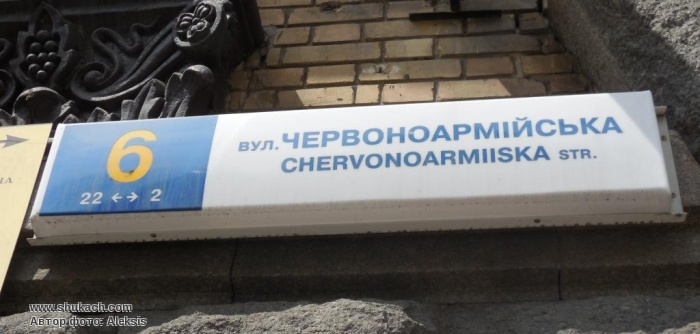 6
22 ↔ 2
ВУЛ. ЧЕРВОНОАРМІЙСЬКА
CHERVONOARMIISKA STR.
www.shukach.com
Автор фото: Aleksis